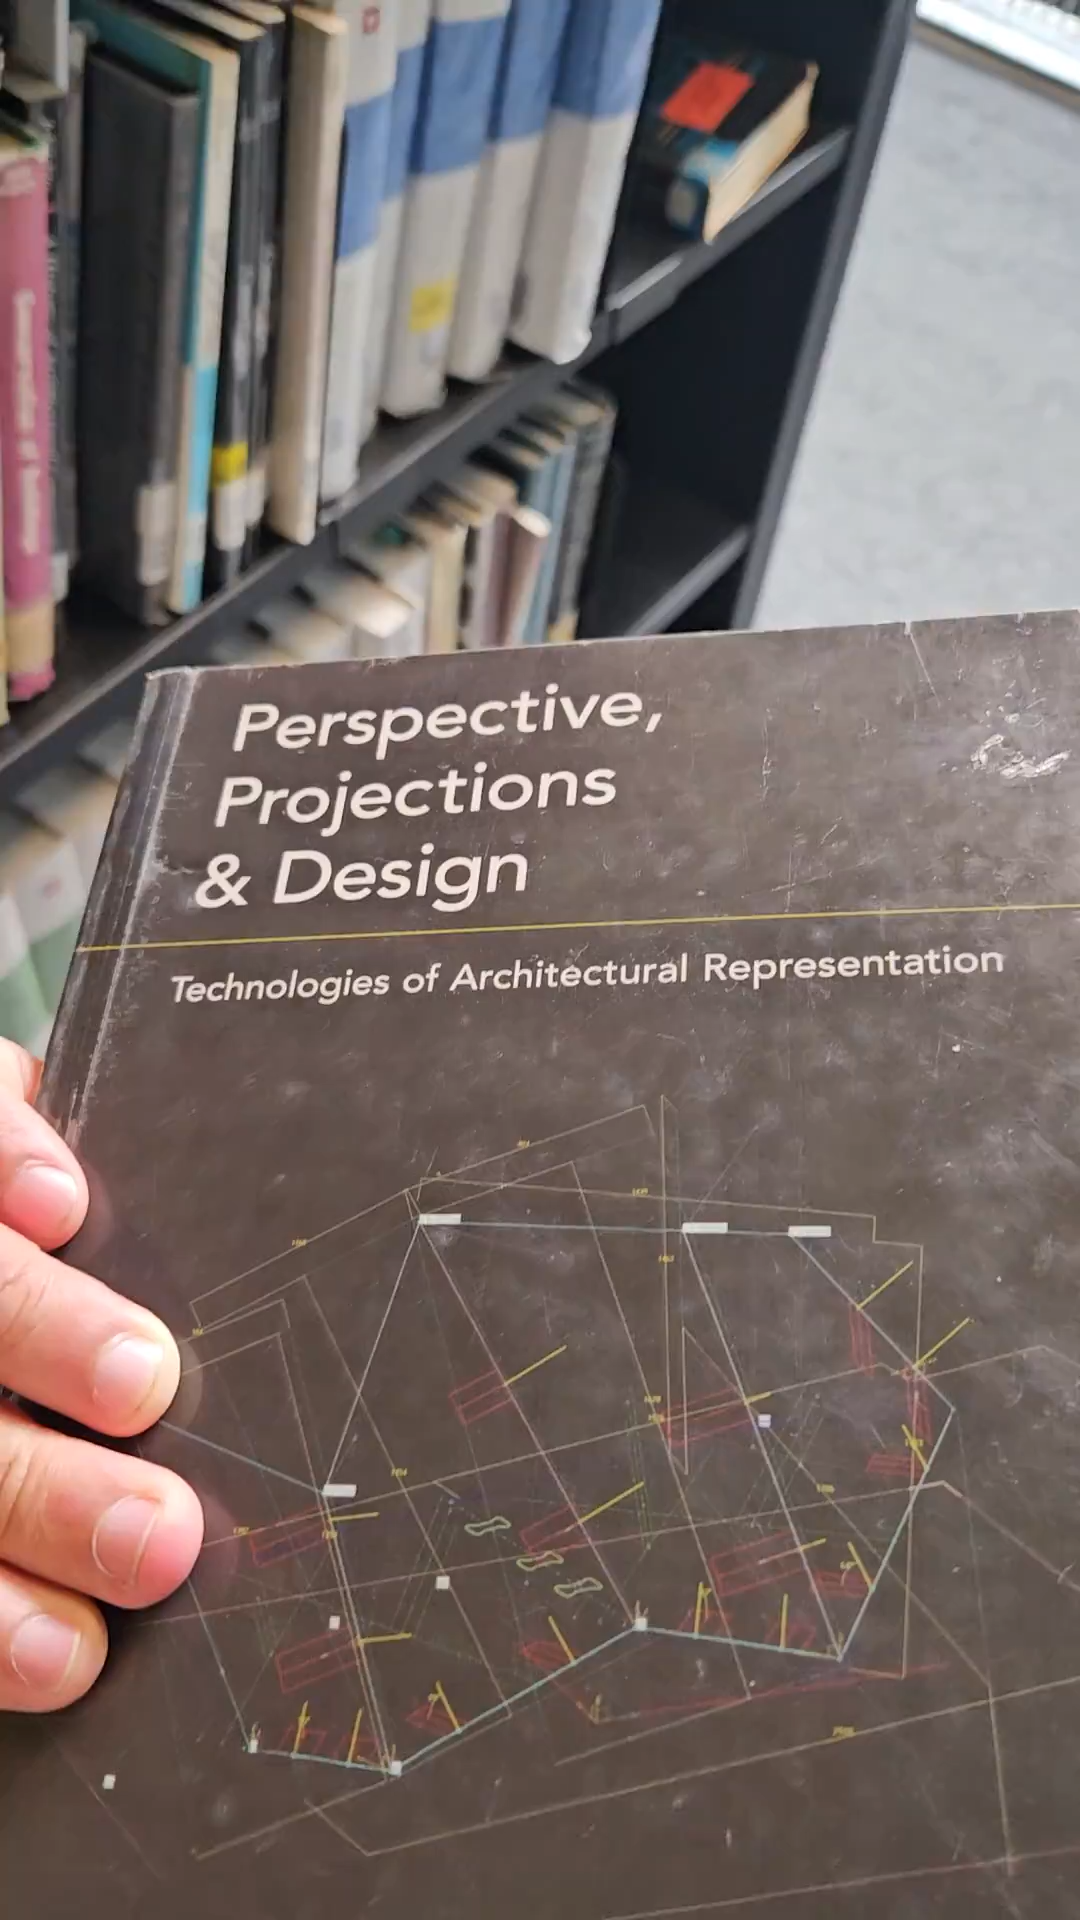 Perspective,
Projections
& Design
Technologies of Architectural Representation